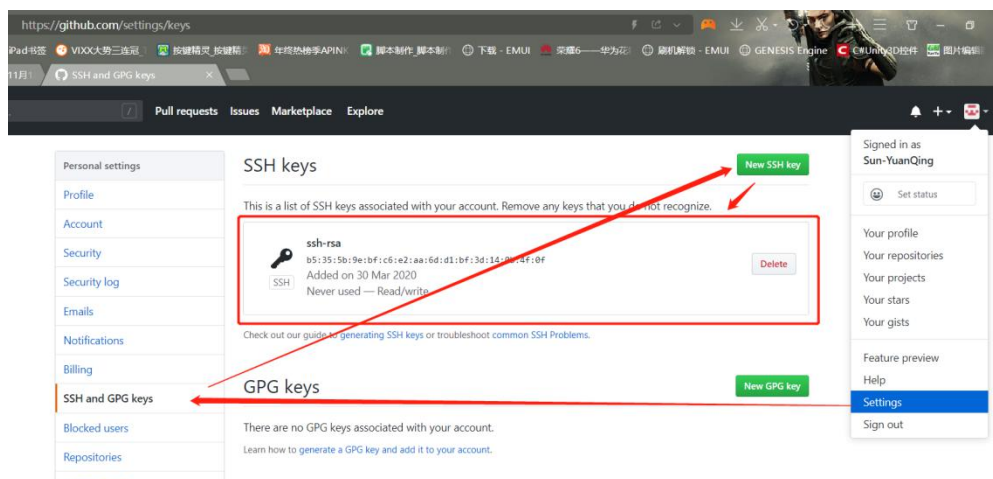 https://github.com/settings/keys
iPad书签 VIXX大势三连冠_ 按键精灵_按键精 年终热榜季APINK 脚本制作_脚本制 下载 - EMUI 荣耀6——华为花 刷机解锁 - EMUI GENESIS Engine C#Unity3D控件 图片编辑
11月1 SSH and GPG keys ×
/ Pull requests Issues Marketplace Explore
Signed in as
Sun-YuanQing
Set status
Your profile
Your repositories
Your projects
Your stars
Your gists
Feature preview
Help
Settings
Sign out
Personal settings
Profile
Account
Security
Security log
Emails
Notifications
Billing
SSH and GPG keys
Blocked users
Repositories
SSH keys
New SSH key
This is a list of SSH keys associated with your account. Remove any keys that you do not recognize.
ssh-rsa
b5:35:5b:9e:bf:c6:e2:aa:6d:d1:bf:3d:14: :4f:0f
Added on 30 Mar 2020
Never used — Read/write
SSH
Delete
Check out our guide to generating SSH keys or troubleshoot common SSH Problems.
GPG keys
New GPG key
There are no GPG keys associated with your account.
Learn how to generate a GPG key and add it to your account.